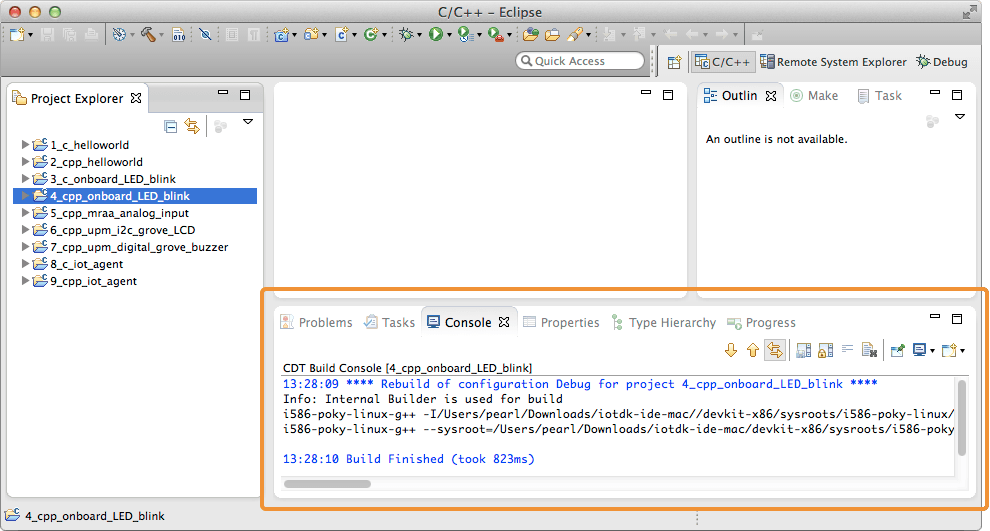 C/C++ – Eclipse
Quick Access
C/C++
Remote System Explorer
Debug
Project Explorer
1_c_helloworld
2_cpp_helloworld
3_c_onboard_LED_blink
4_cpp_onboard_LED_blink
5_cpp_mraa_analog_input
6_cpp_upm_i2c_grove_LCD
7_cpp_upm_digital_grove_buzzer
8_c_iot_agent
9_cpp_iot_agent
Outlin
Make
Task
An outline is not available.
Problems
Tasks
Console
Properties
Type Hierarchy
Progress
CDT Build Console [4_cpp_onboard_LED_blink]
13:28:09 **** Rebuild of configuration Debug for project 4_cpp_onboard_LED_blink ****
Info: Internal Builder is used for build
i586-poky-linux-g++ -I/Users/pearl/Downloads/iotdk-ide-mac//devkit-x86/sysroots/i586-poky-linux/
i586-poky-linux-g++ --sysroot=/Users/pearl/Downloads/iotdk-ide-mac/devkit-x86/sysroots/i586-poky
13:28:10 Build Finished (took 823ms)
4_cpp_onboard_LED_blink